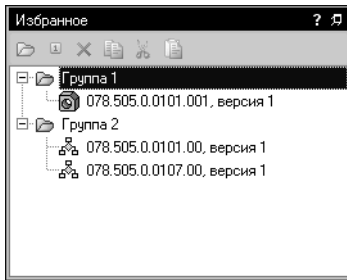 Избранное ?
Группа 1
078.505.0.0101.001, версия 1
Группа 2
078.505.0.0101.00, версия 1
078.505.0.0107.00, версия 1